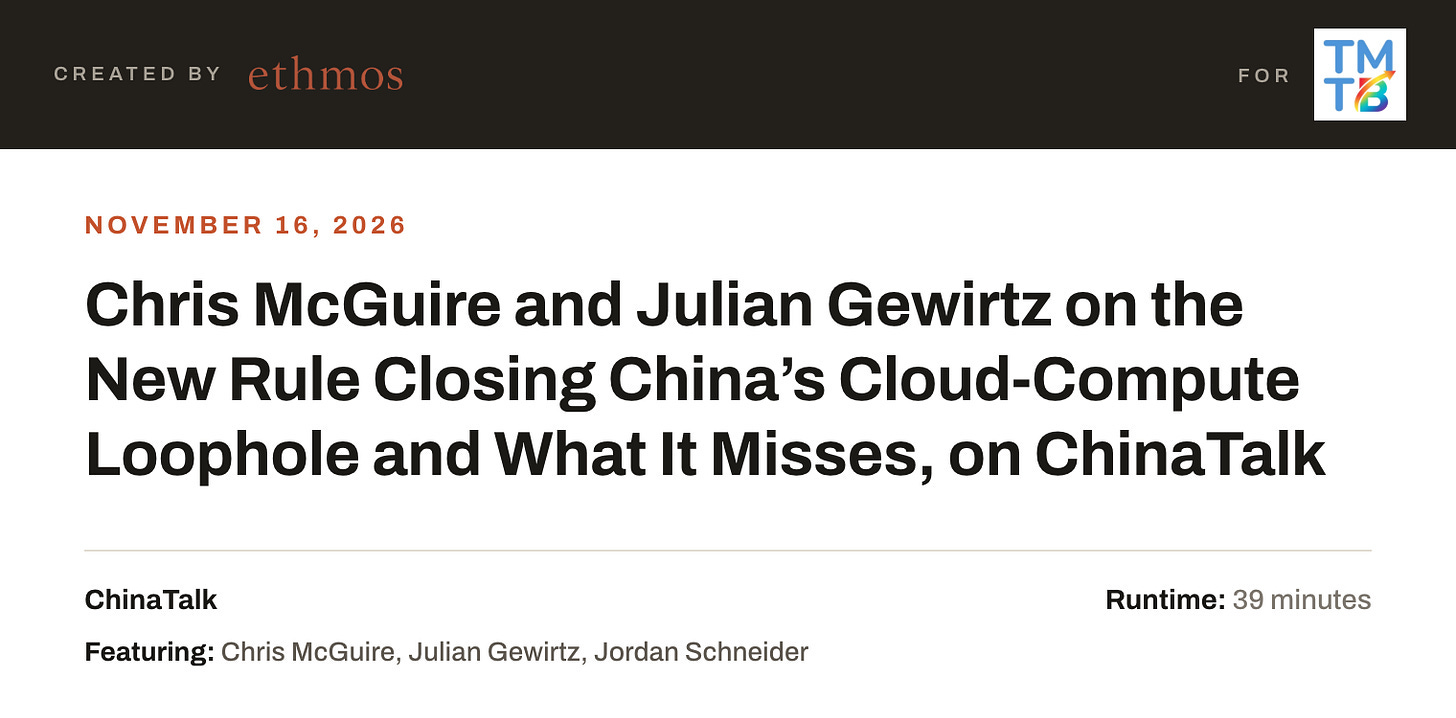 CREATED BY ethmos
FOR
TM
TB
NOVEMBER 16, 2026
Chris McGuire and Julian Gewirtz on the
New Rule Closing China’s Cloud-Compute
Loophole and What It Misses, on ChinaTalk
ChinaTalk
Runtime: 39 minutes
Featuring: Chris McGuire, Julian Gewirtz, Jordan Schneider